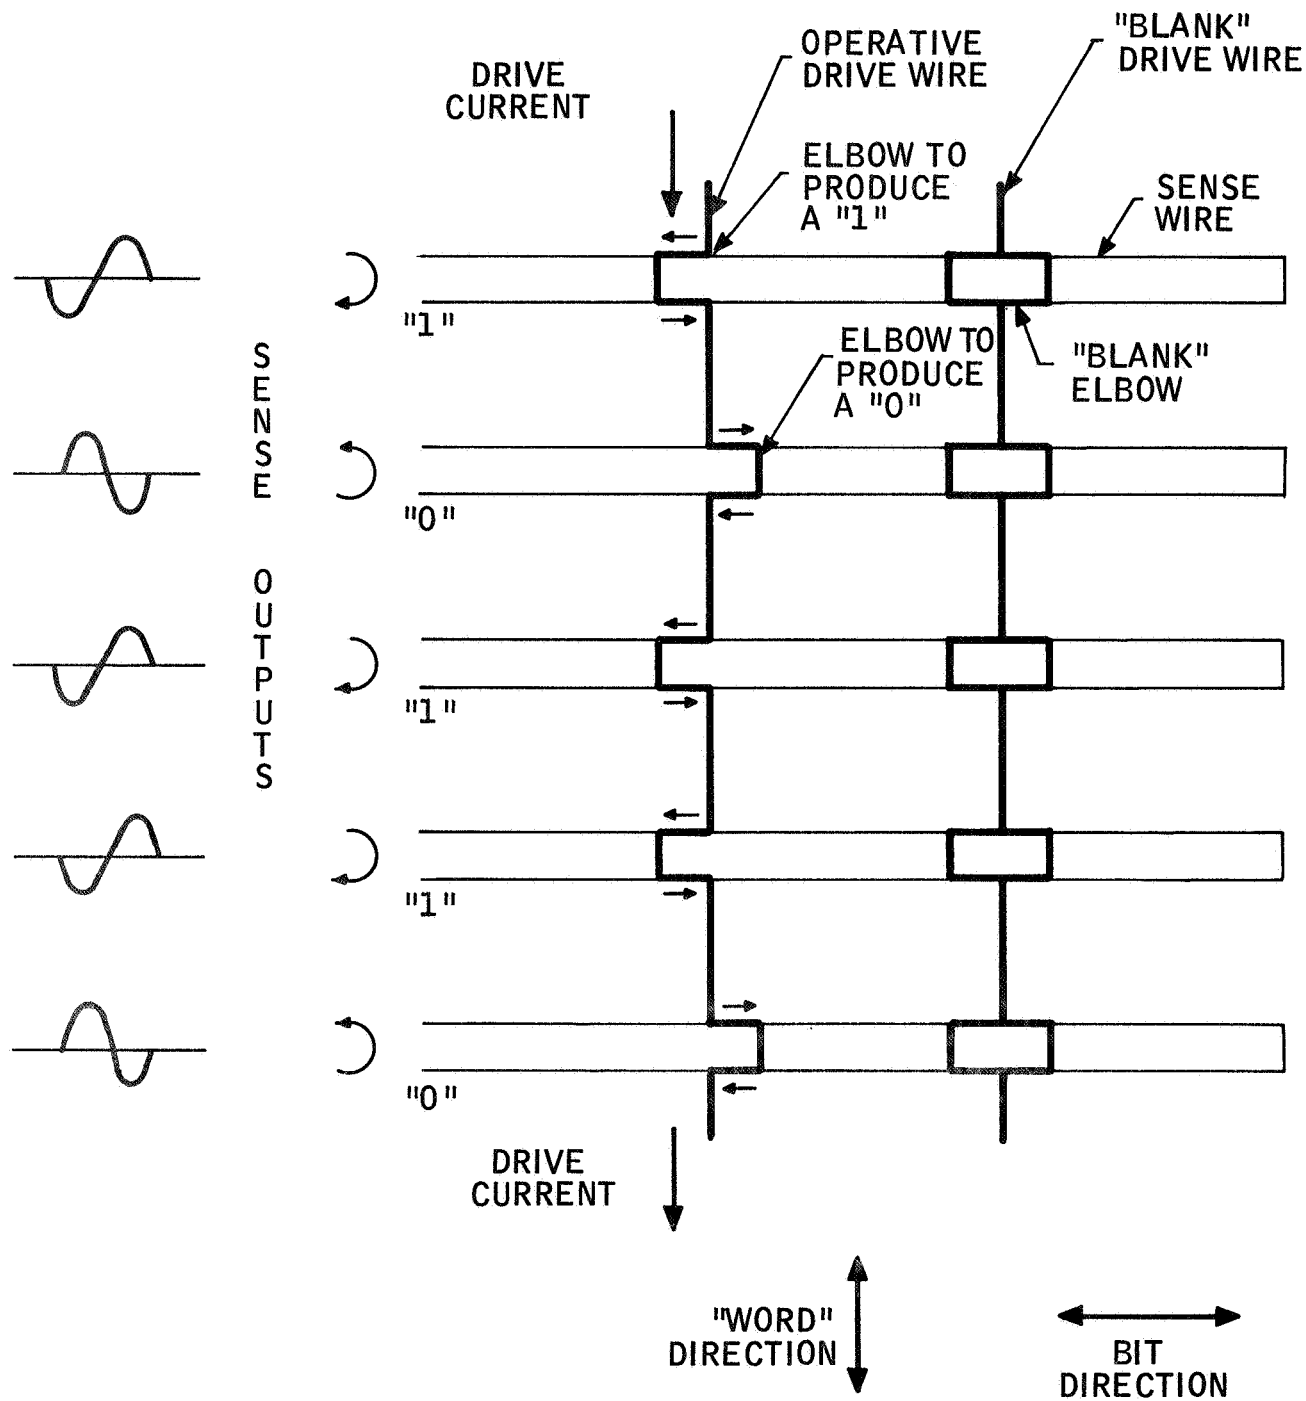 DRIVE
CURRENT
OPERATIVE
DRIVE WIRE
"BLANK"
DRIVE WIRE
ELBOW TO
PRODUCE
A "1"
SENSE
WIRE
"1"
ELBOW TO
PRODUCE
A "0"
"BLANK"
ELBOW
SENSE
OUTPUTS
"0"
"1"
"1"
"0"
DRIVE
CURRENT
"WORD"
DIRECTION
BIT
DIRECTION